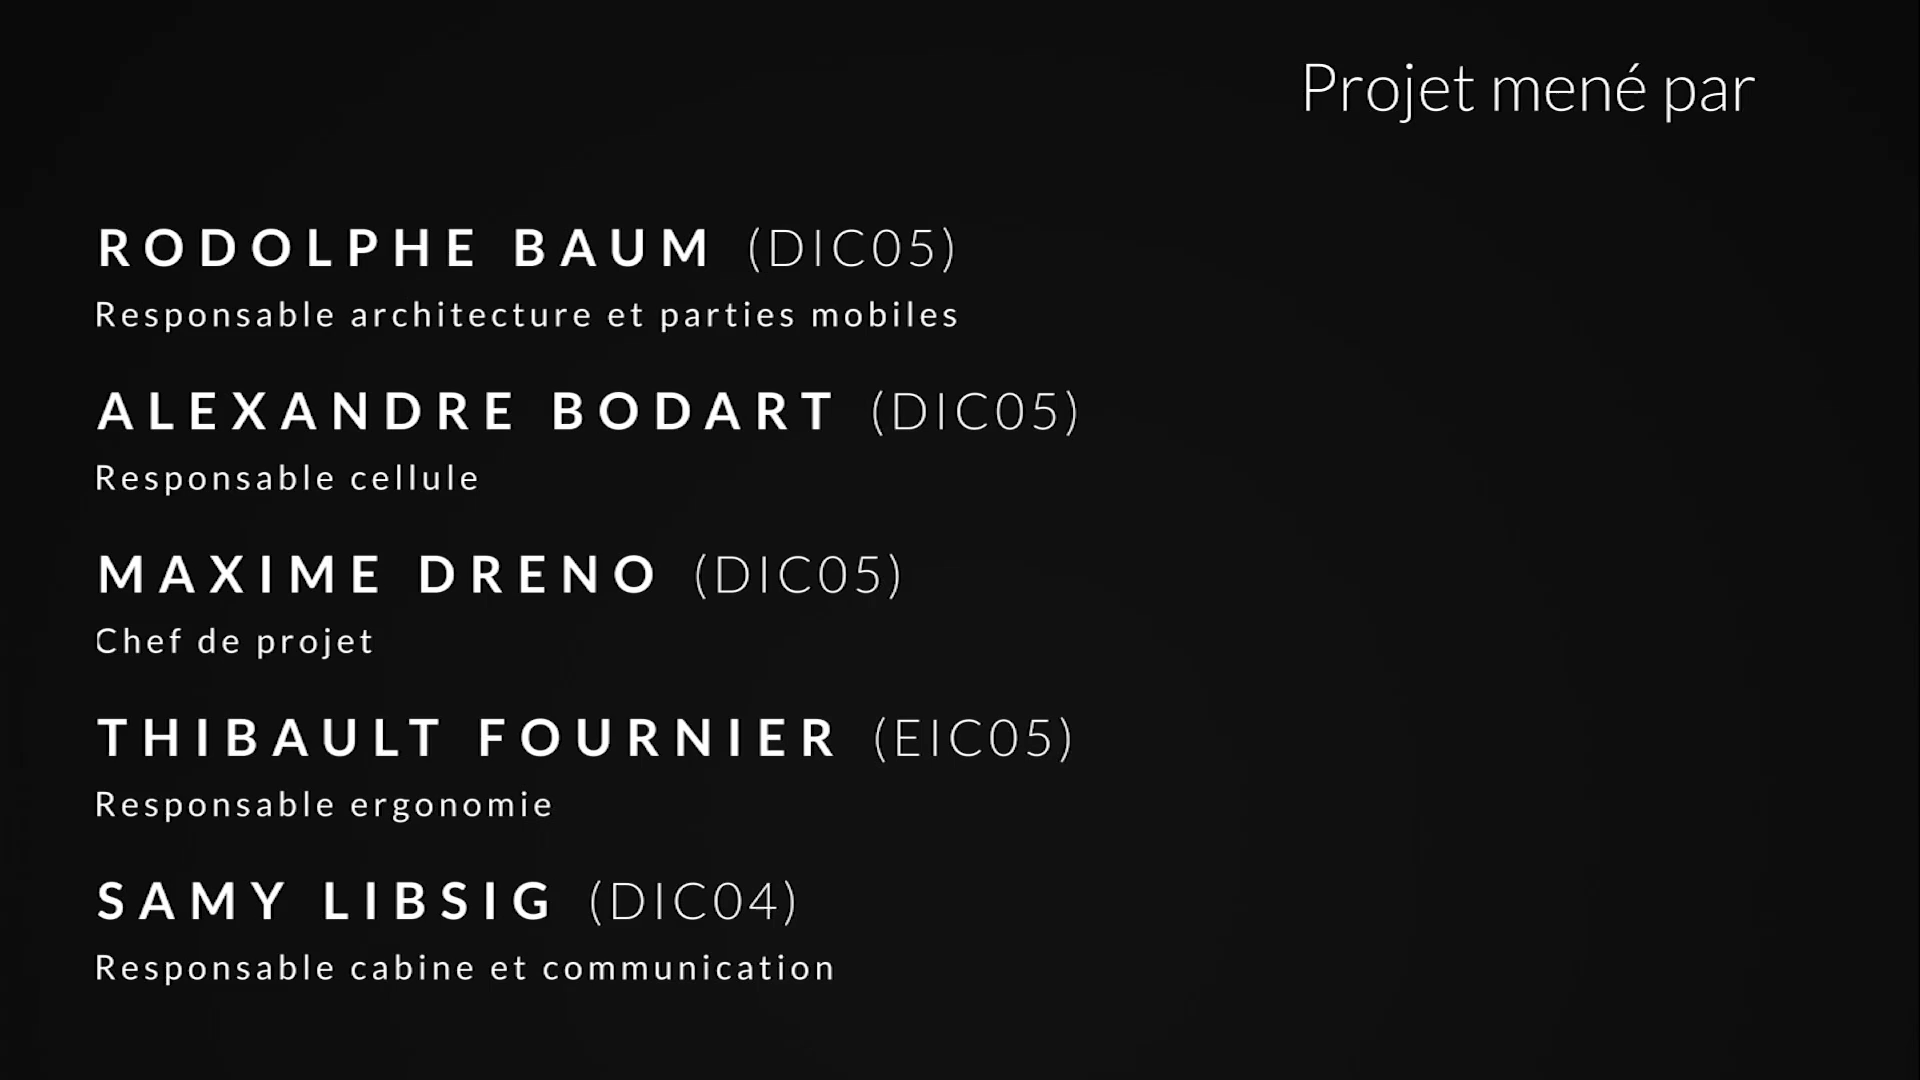 Projet mené par
RODOLPHE BAUM (DIC05)
Responsable architecture et parties mobiles
ALEXANDRE BODART (DIC05)
Responsable cellule
MAXIME DRENO (DIC05)
Chef de projet
THIBAULT FOURNIER (EIC05)
Responsable ergonomie
SAMY LIBSIG (DIC04)
Responsable cabine et communication